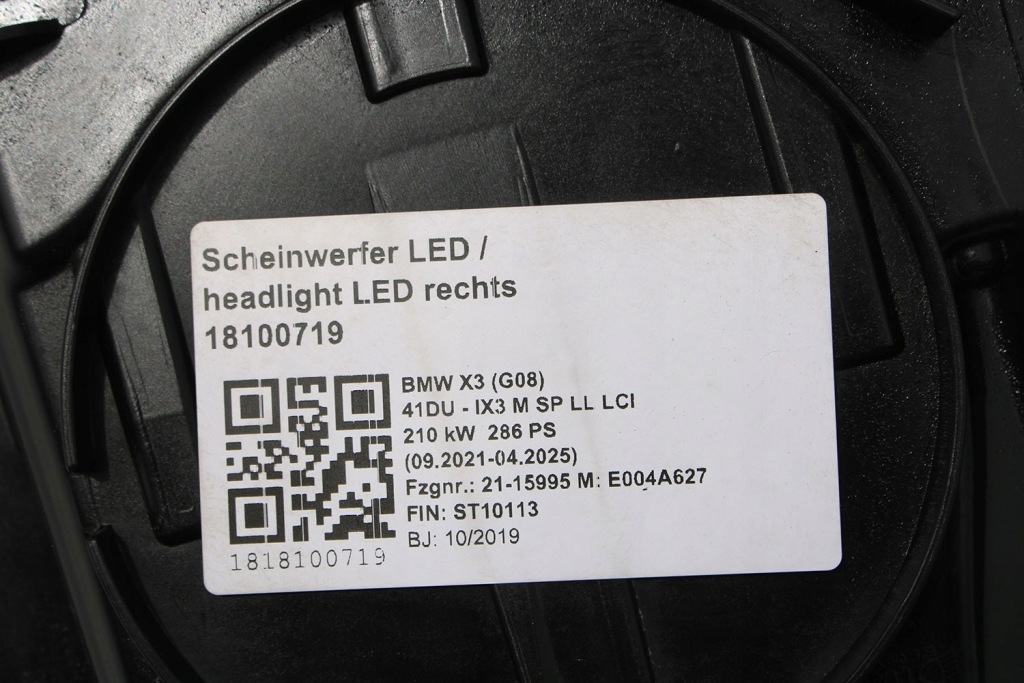 Scheinwerfer LED /
headlight LED rechts
18100719
BMW X3 (G08)
41DU - IX3 M SP LL LCI
210 kW 286 PS
(09.2021-04.2025)
Fzgnr.: 21-15995 M: E004A627
FIN: ST10113
BJ: 10/2019
1818100719